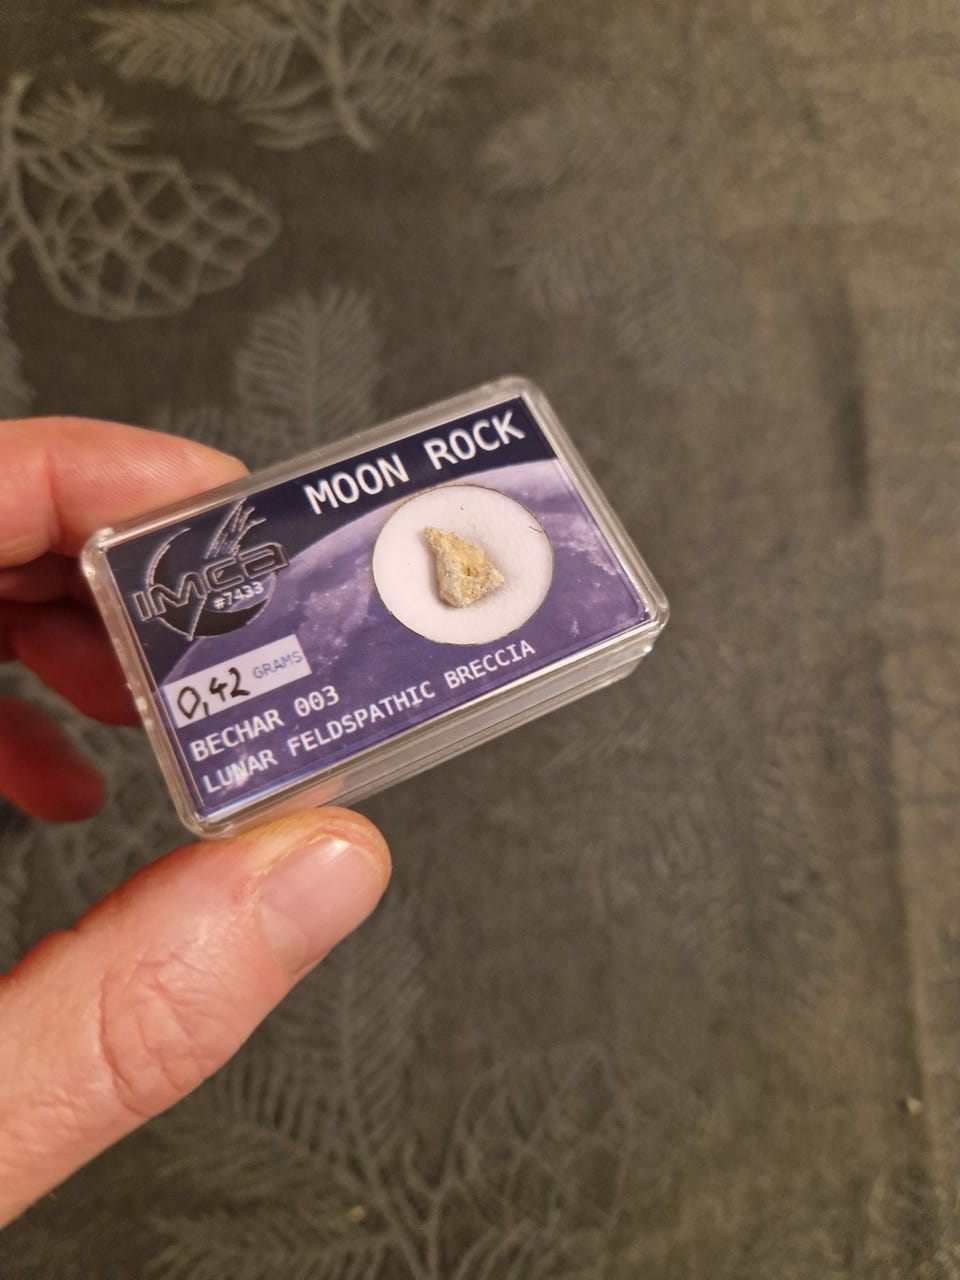 MOON ROCK
IMCA
#7433
0,42 GRAMS
BECHAR 003
LUNAR FELDSPATHIC BRECCIA